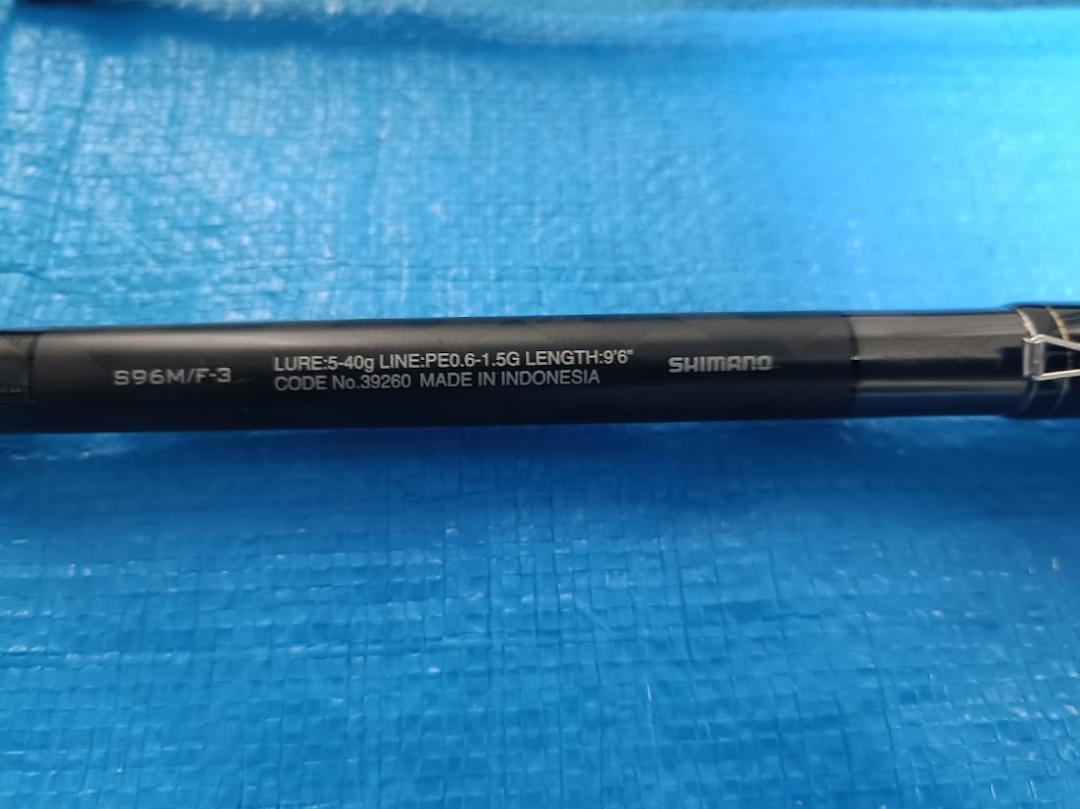 S96M/F-3
LURE:5-40g LINE:PE0.6-1.5G LENGTH:9'6"
CODE No.39260 MADE IN INDONESIA
SHIMANO